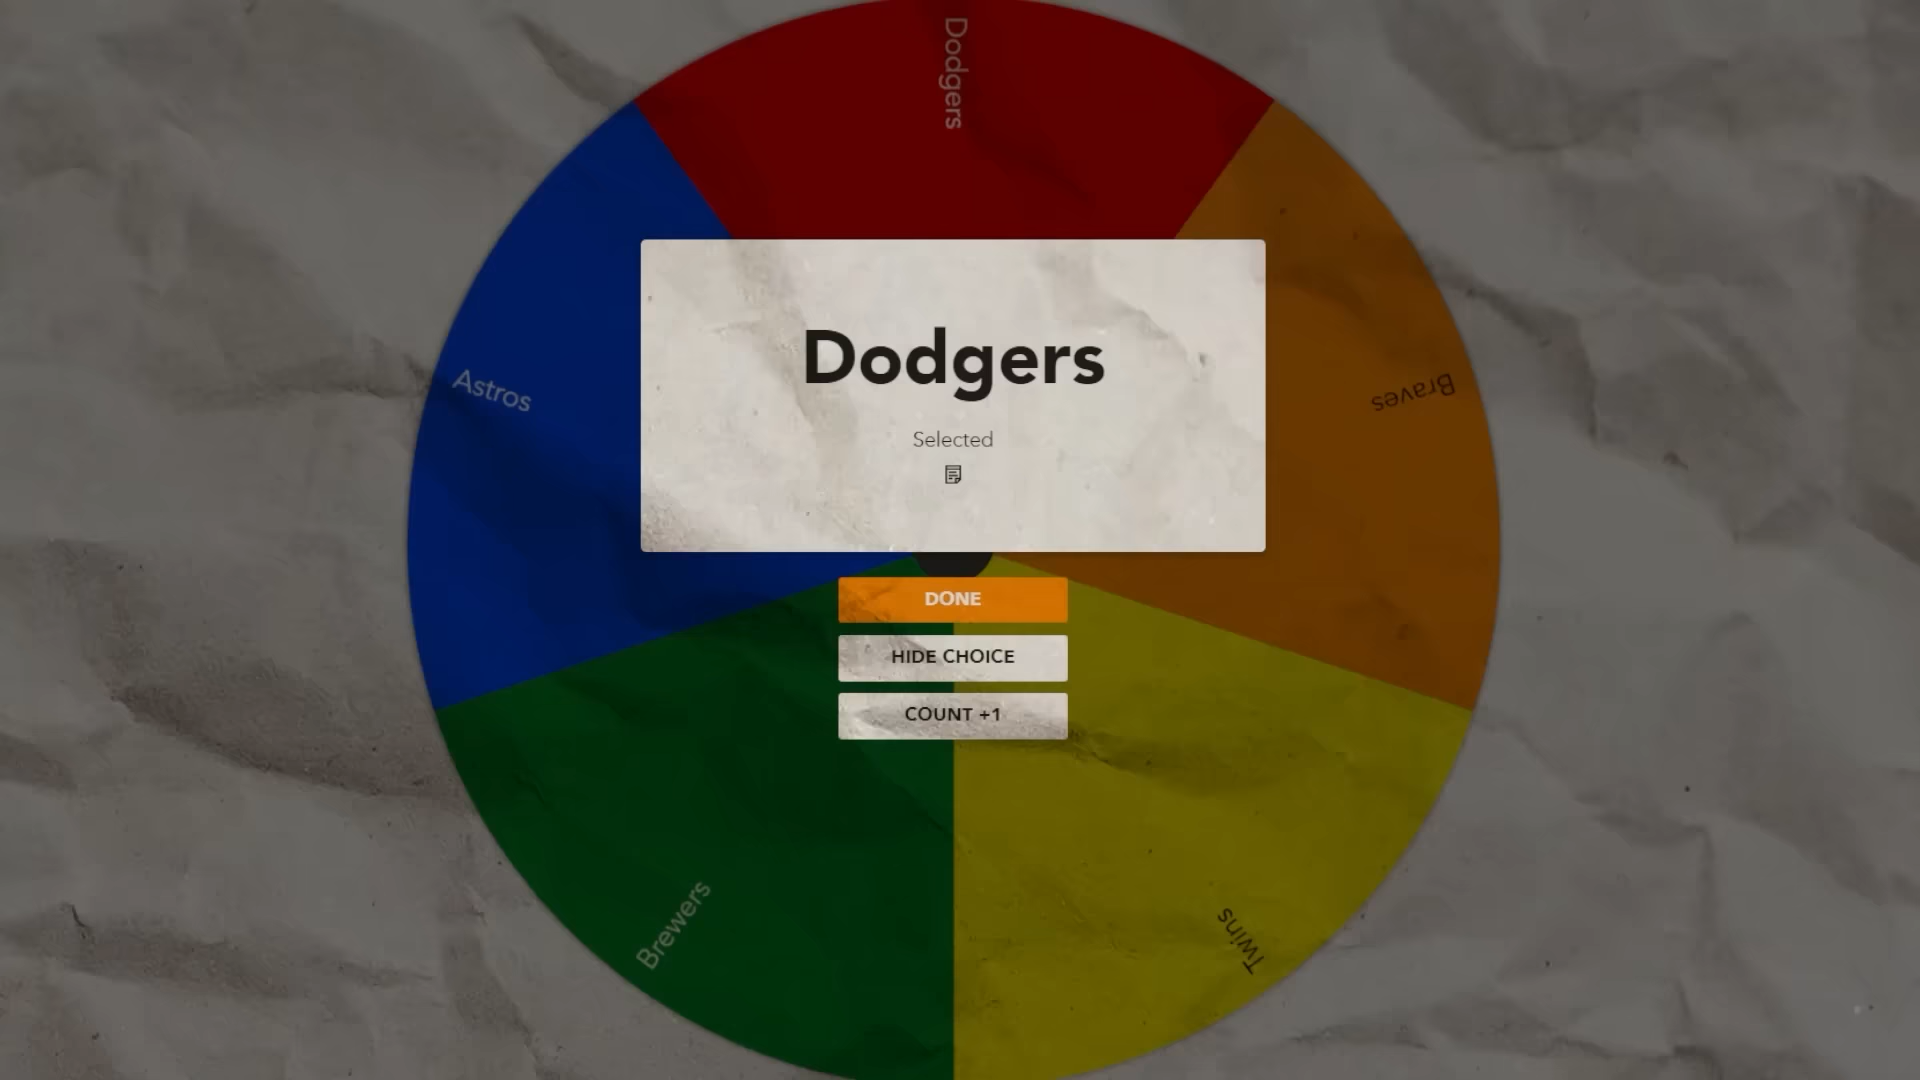 Dodgers
Astros
Braves
Dodgers
Selected
DONE
HIDE CHOICE
COUNT +1
Brewers
Twins